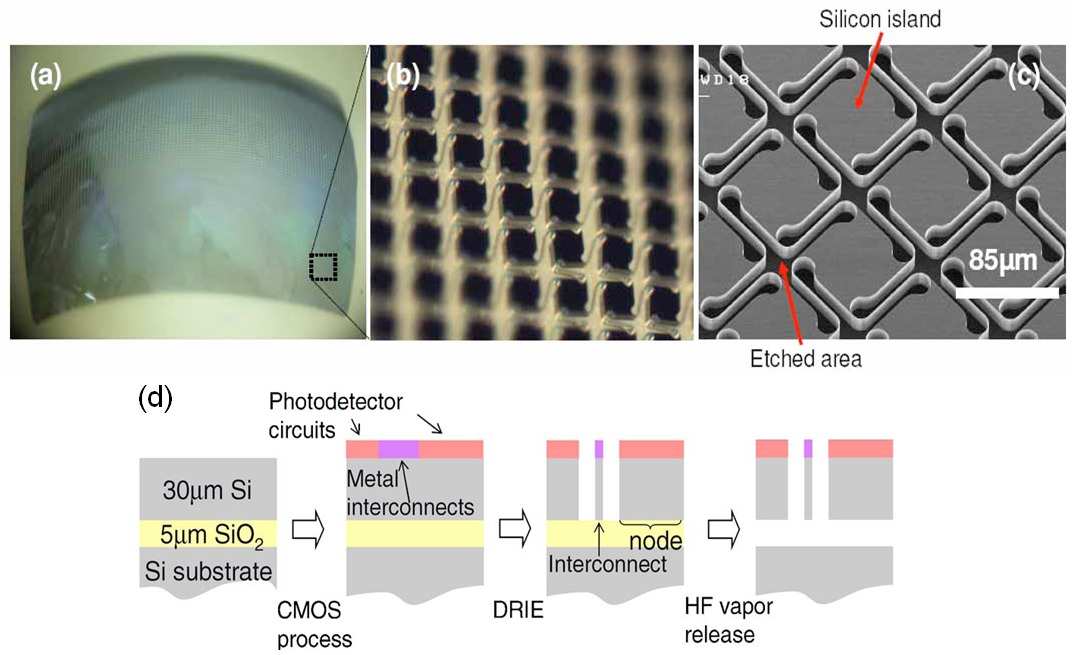 Silicon island
(a)
(b)
(c)
WD18
85µm
Etched area
(d)
Photodetector
circuits
Metal
interconnects
30µm Si
5µm SiO₂
Si substrate
node
Interconnect
CMOS
process
DRIE
HF vapor
release